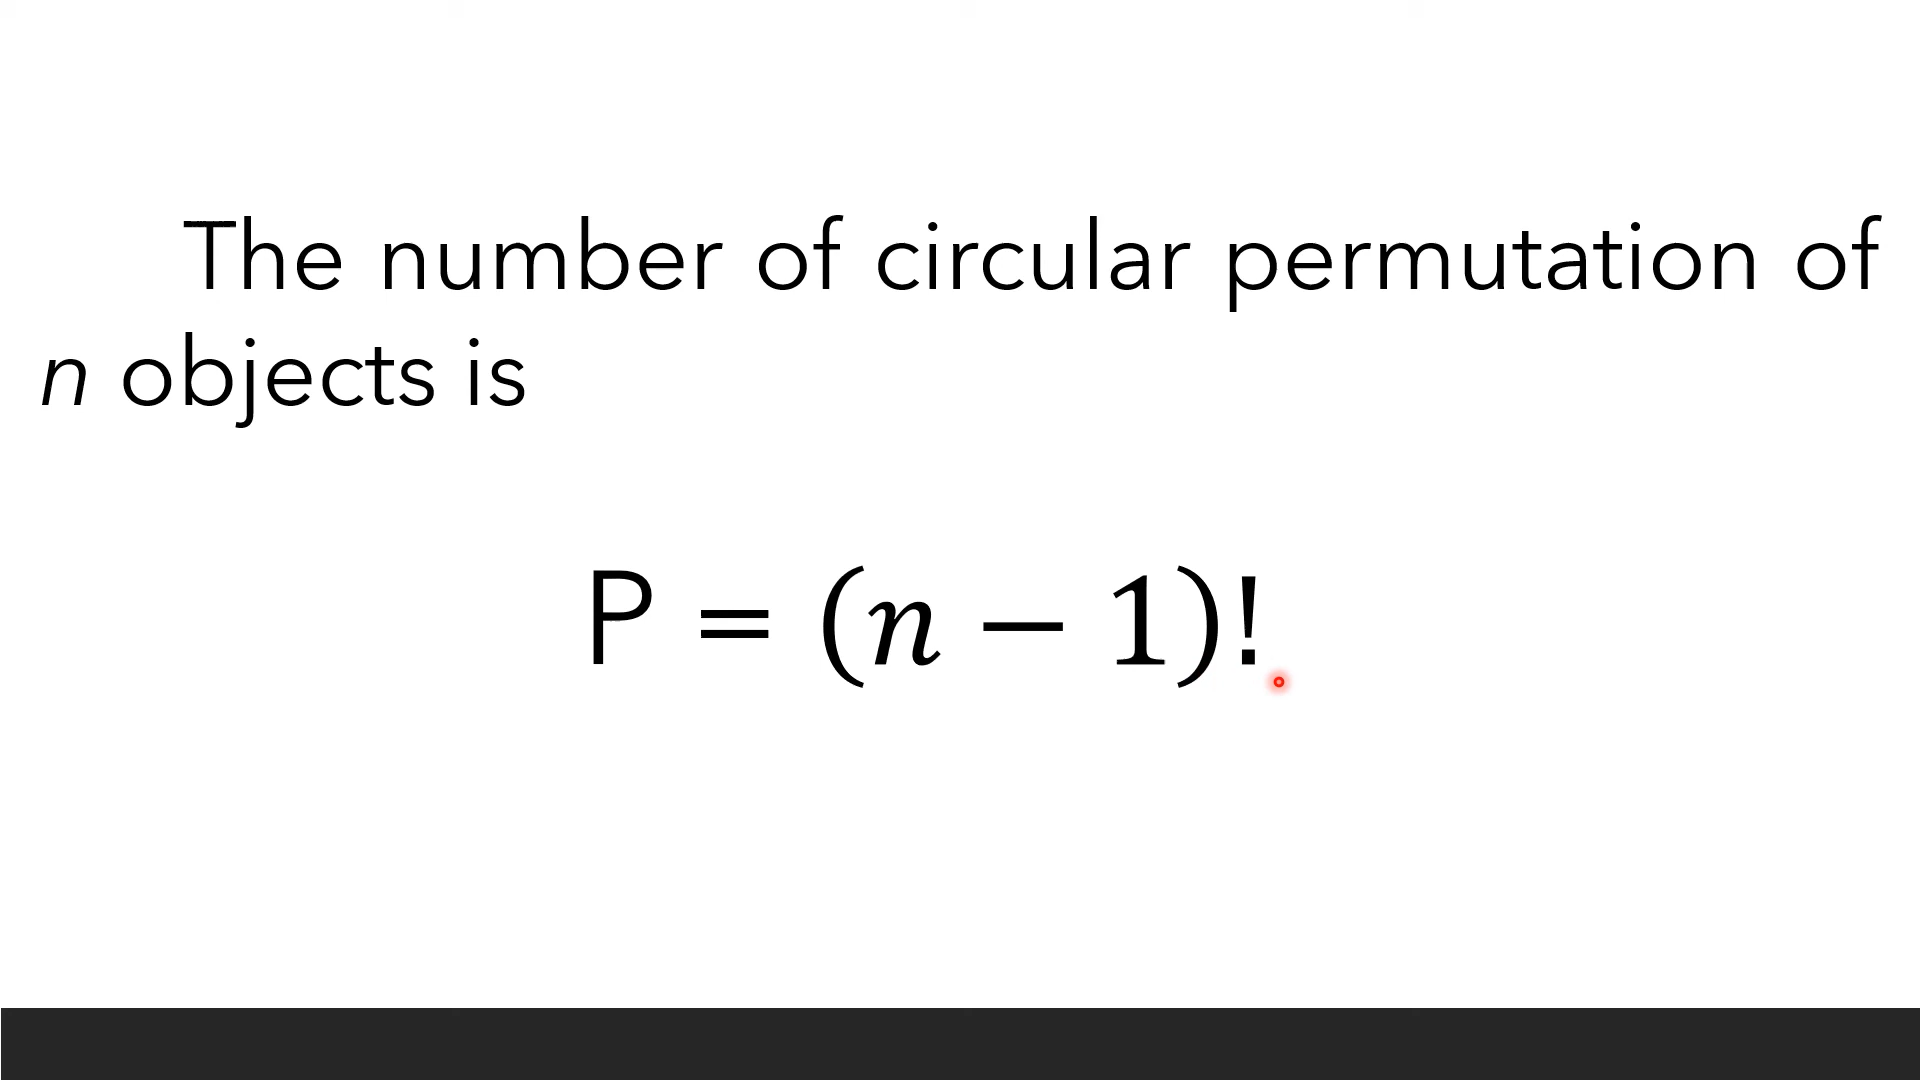 The number of circular permutation of
n objects is
P = (n − 1)!